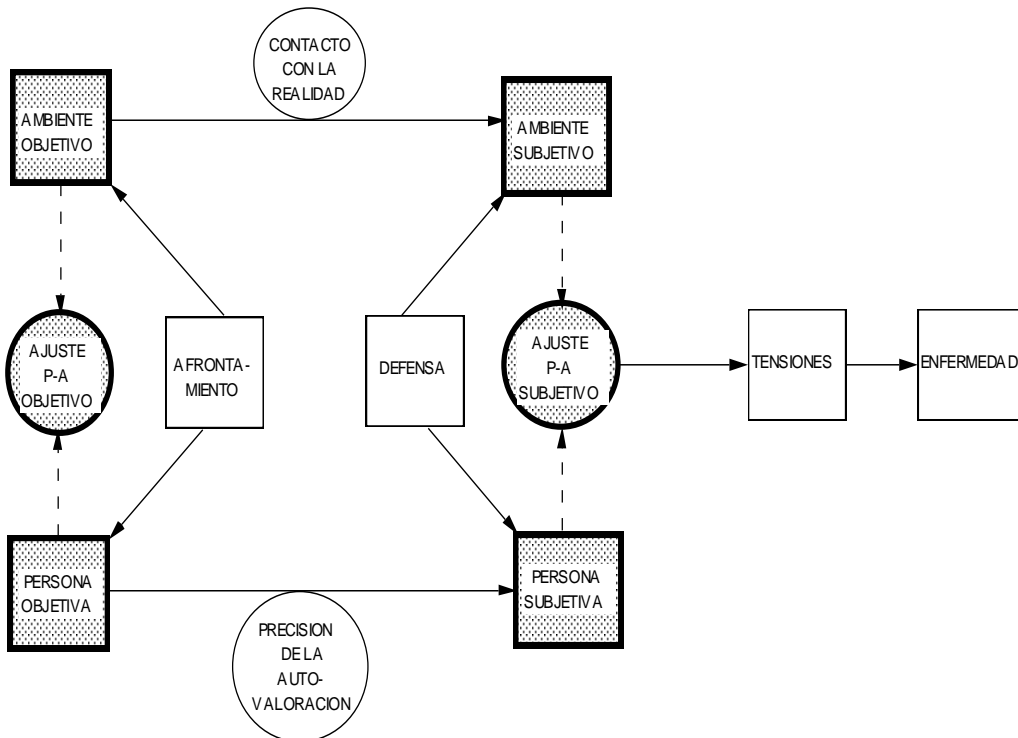 CONTACTO
CON LA
REALIDAD
AMBIENTE
OBJETIVO
AMBIENTE
SUBJETIVO
AJUSTE
P-A
OBJETIVO
AFRONTA-
MIENTO
DEFENSA
AJUSTE
P-A
SUBJETIVO
TENSIONES
ENFERMEDAD
PERSONA
OBJETIVA
PERSONA
SUBJETIVA
PRECISION
DE LA
AUTO-
VALORACION